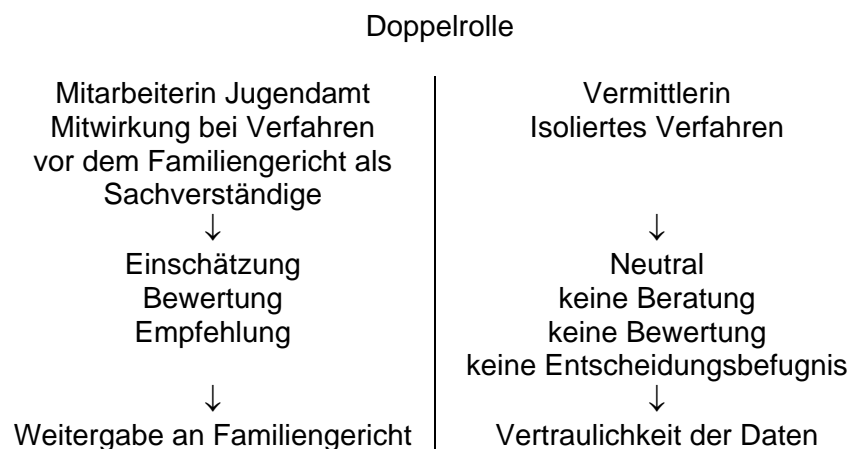 Doppelrolle
Mitarbeiterin Jugendamt
Mitwirkung bei Verfahren
vor dem Familiengericht als
Sachverständige
↓
Einschätzung
Bewertung
Empfehlung
↓
Weitergabe an Familiengericht
Vermittlerin
Isoliertes Verfahren
↓
Neutral
keine Beratung
keine Bewertung
keine Entscheidungsbefugnis
↓
Vertraulichkeit der Daten